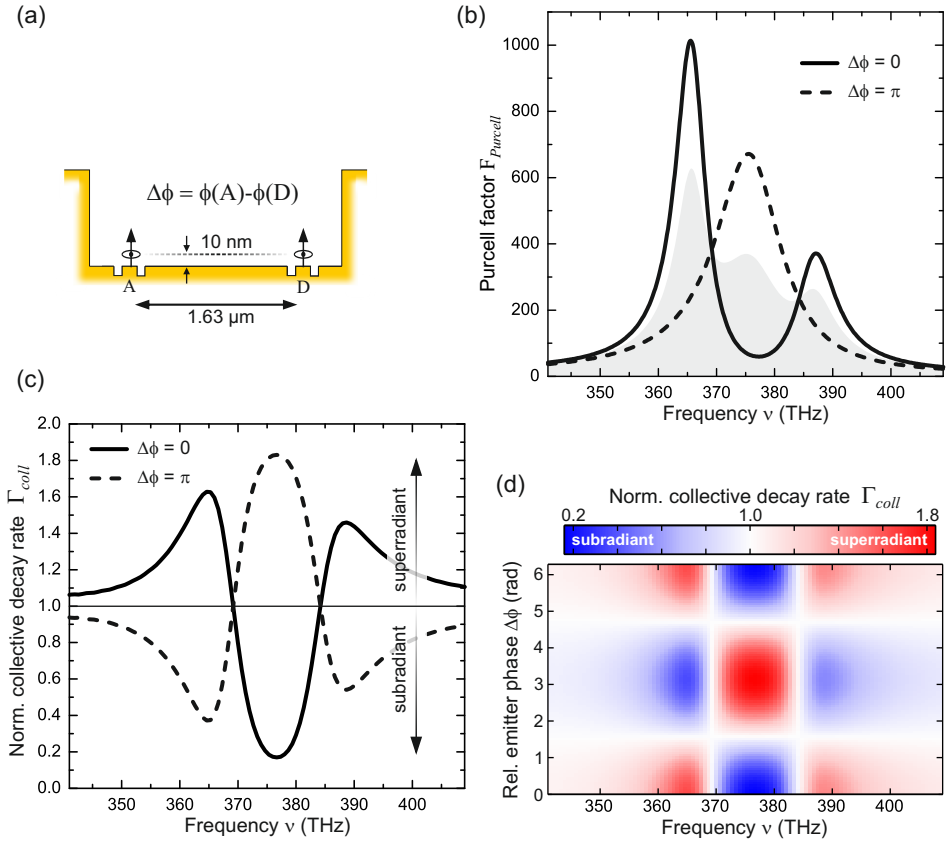 (a)
Δϕ = ϕ(A)-ϕ(D)
10 nm
A
D
1.63 µm
(b)
Purcell factor F_Purcell
1000
800
600
400
200
0
Δϕ = 0
Δϕ = π
350 360 370 380 390 400
Frequency ν (THz)
(c)
Norm. collective decay rate Γ_coll
2.0
1.8
1.6
1.4
1.2
1.0
0.8
0.6
0.4
0.2
0.0
Δϕ = 0
Δϕ = π
superradiant
subradiant
350 360 370 380 390 400
Frequency ν (THz)
(d)
Norm. collective decay rate Γ_coll
0.2 1.0 1.8
subradiant superradiant
Rel. emitter phase Δϕ (rad)
6
5
4
3
2
1
0
350 360 370 380 390 400
Frequency ν (THz)